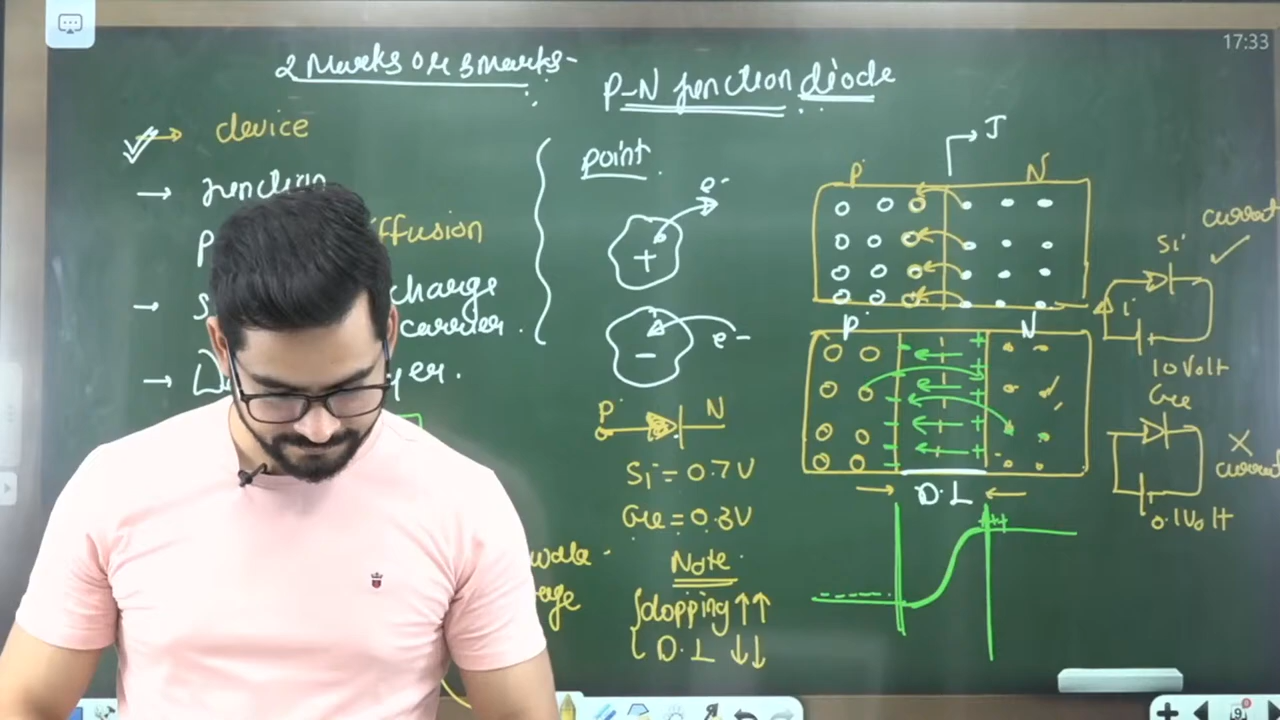 17:33
2 Marks or 3 marks-
P-N junction diode
→ device
→ junction
ffusion
→ s
charge
carrier.
→
yer.
point
e-
+
e-
-
P N
Si = 0.7V
Ge = 0.3V
Note
dopping ↑↑
D.L ↓↓
J
P N
P N
D.L
current
Si
i
10 Volt
Ge
X
current
0.1 Volt